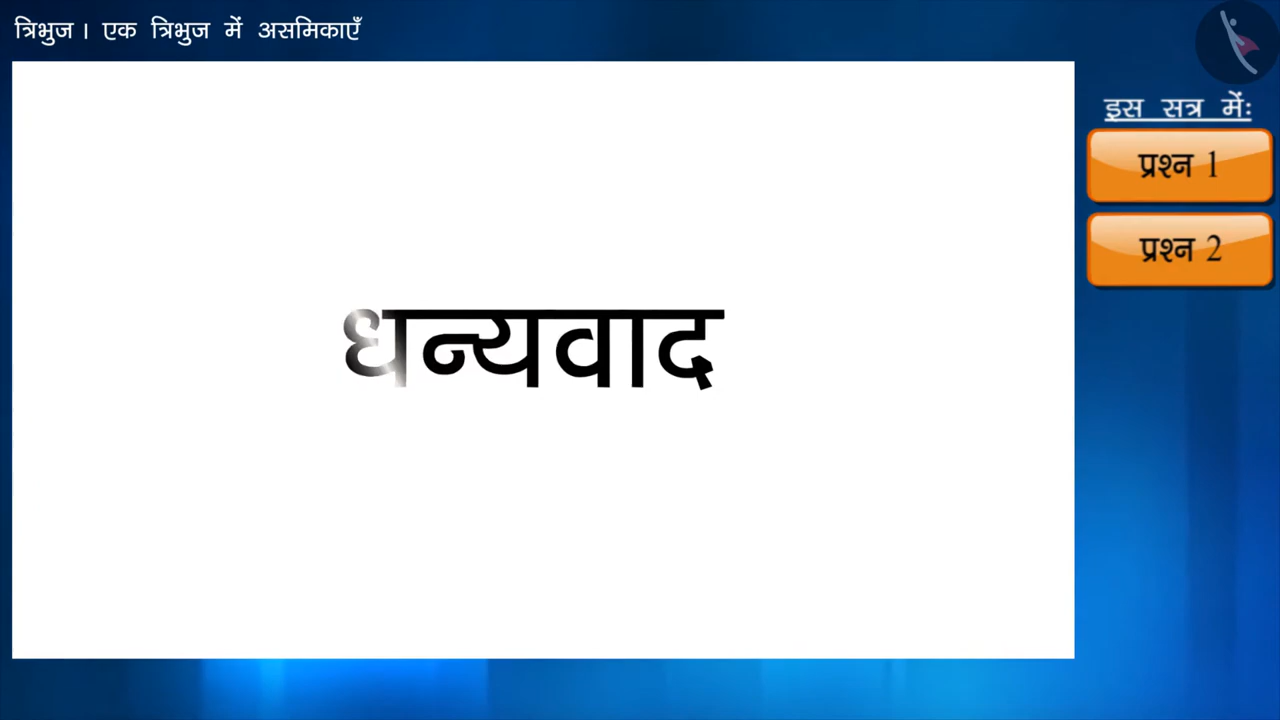 त्रिभुज। एक त्रिभुज में असमिकाएँ
इस सत्र में:
प्रश्न 1
प्रश्न 2
धन्यवाद